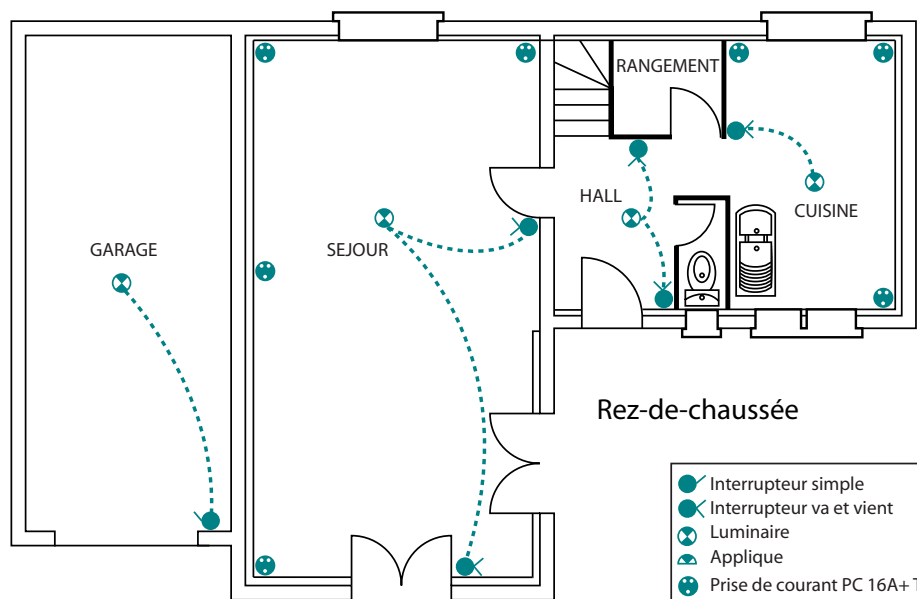 RANGEMENT
HALL
CUISINE
GARAGE
SEJOUR
Rez-de-chaussée
Interrupteur simple
Interrupteur va et vient
Luminaire
Applique
Prise de courant PC 16A+ T